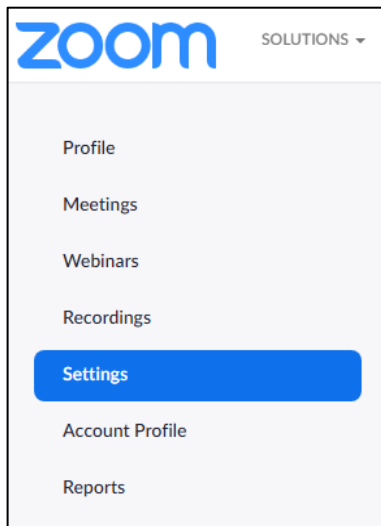 zoom SOLUTIONS
Profile
Meetings
Webinars
Recordings
Settings
Account Profile
Reports